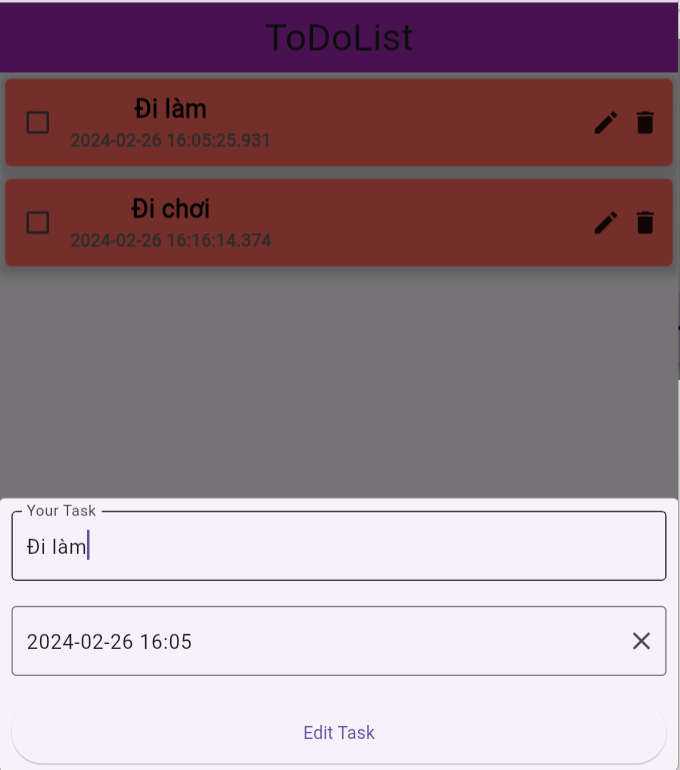 ToDoList
Đi làm
2024-02-26 16:05:25.931
Đi chơi
2024-02-26 16:16:14.374
Your Task
Đi làm
2024-02-26 16:05
Edit Task